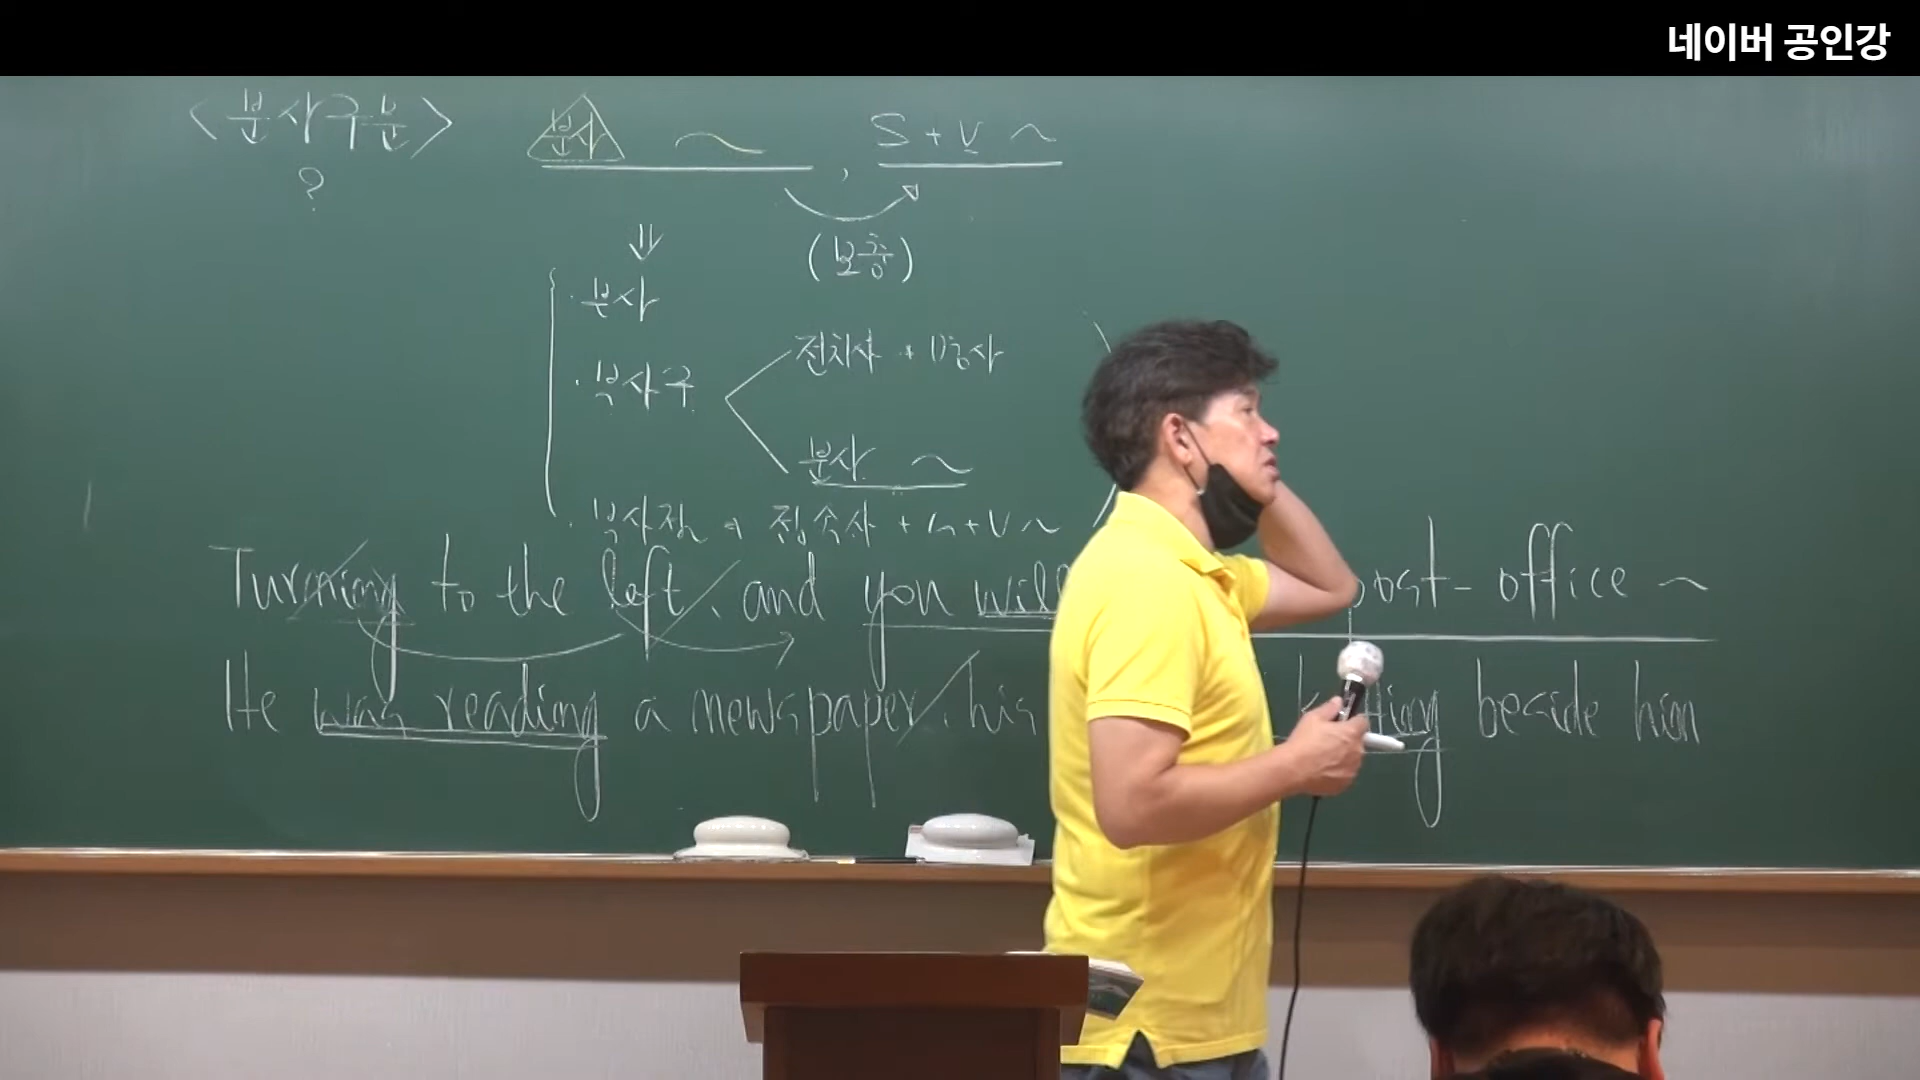 네이버 공인강
<분사구문> 분사 ~ , S + V ~
?
(보충)
· 부사
· 부사구 전치사 + 명사
분사 ~
· 부사절 → 접속사 + S + V ~
Turning to the left, and you will post-office ~
He was reading a newspaper, his beside him